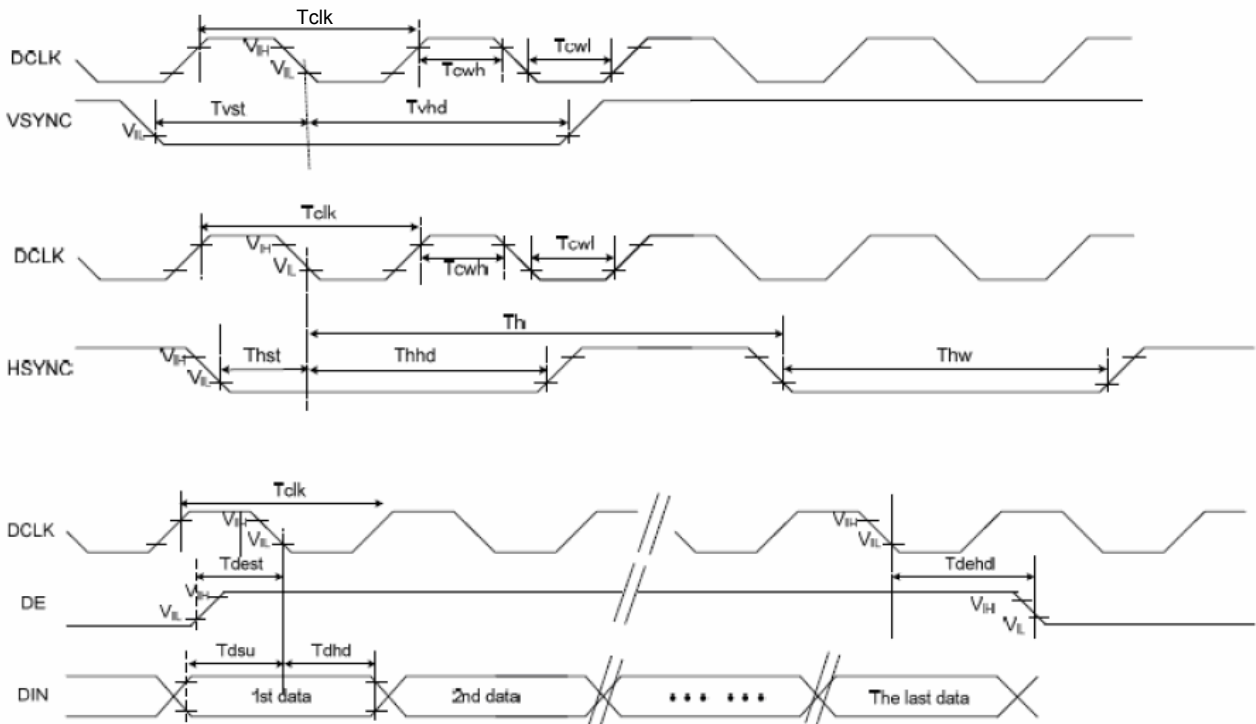 Tclk
DCLK
VIH
VIL
Tcwh
Tcwl
VSYNC
VIL
Tvst
Tvhd
Tclk
DCLK
VIH
VIL
Tcwh
Tcwl
Th
HSYNC
VIH
VIL
Thst
Thhd
Thw
Tclk
DCLK
VIH
VIL
VIH
VIL
Tdest
Tdehd
DE
VIH
VIL
VIH
VIL
Tdsu
Tdhd
DIN
1st data
2nd data
••• •••
The last data